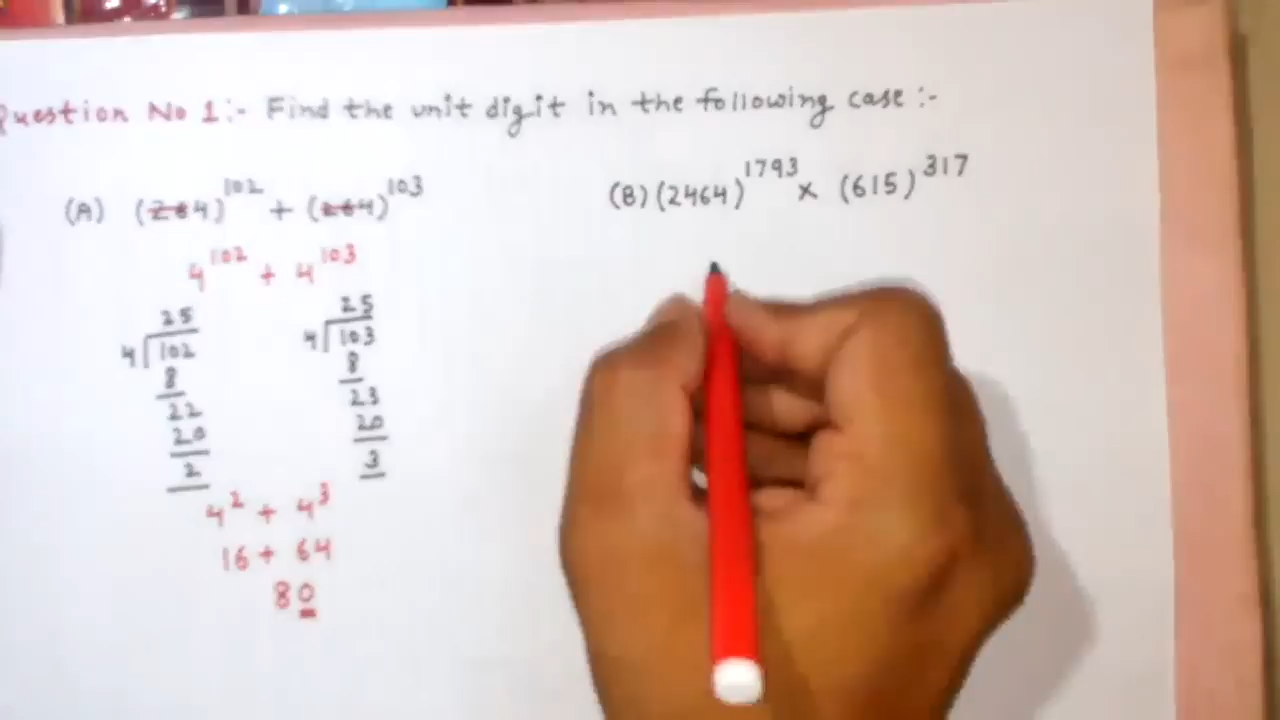 Question No 1:- Find the unit digit in the following case :-
(A) (264)^102 + (264)^103
4^102 + 4^103
25
4 102
8
22
20
2
25
4 103
8
23
20
3
4^2 + 4^3
16 + 64
80
(B) (2464)^1793 × (615)^317